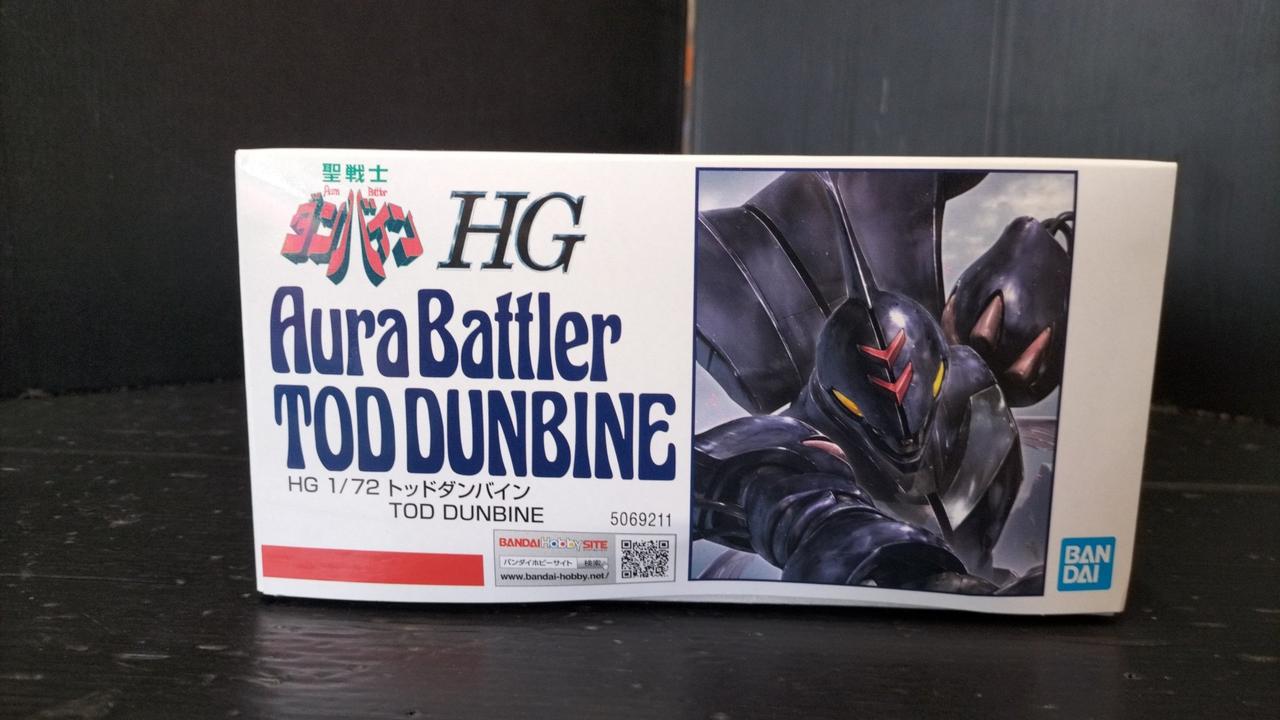 聖戦士
Aura Battler
ダンバイン
HG
Aura Battler
TOD DUNBINE
HG 1/72 トッドダンバイン
TOD DUNBINE
5069211
BANDAI Hobby SITE
バンダイホビーサイト 検索
www.bandai-hobby.net/
BAN
DAI